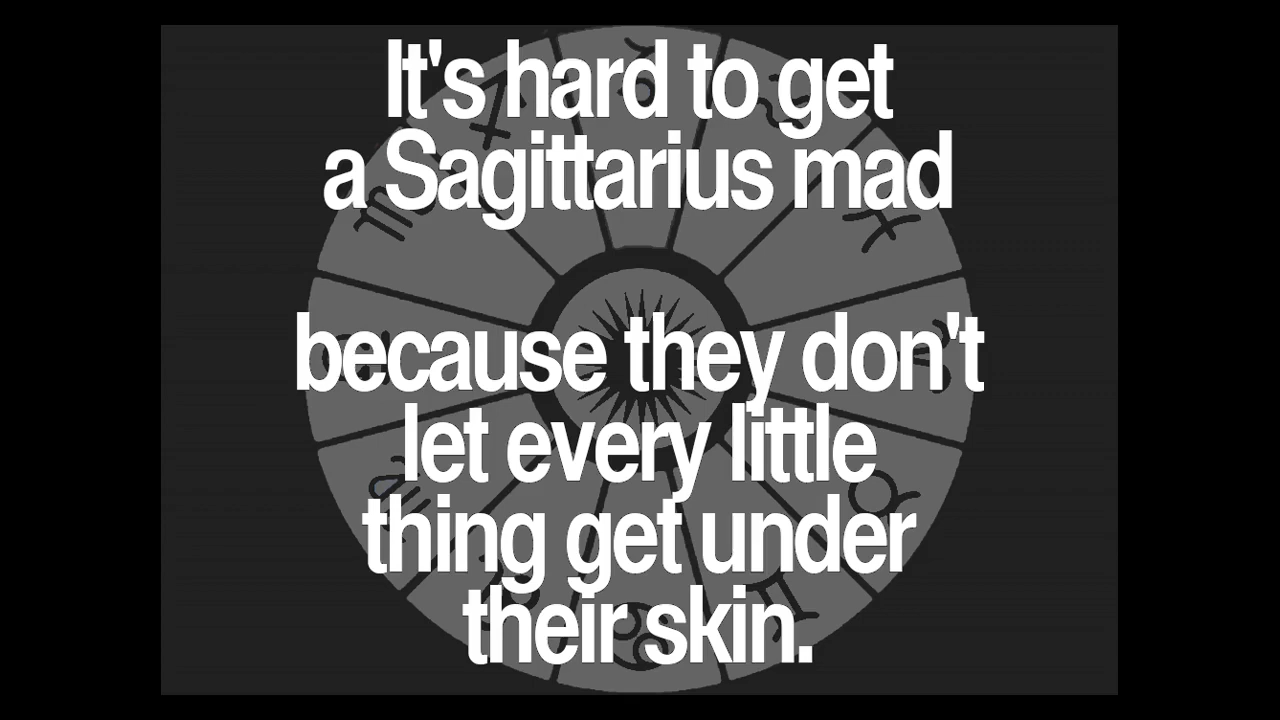 It's hard to get
a Sagittarius mad
because they don't
let every little
thing get under
their skin.